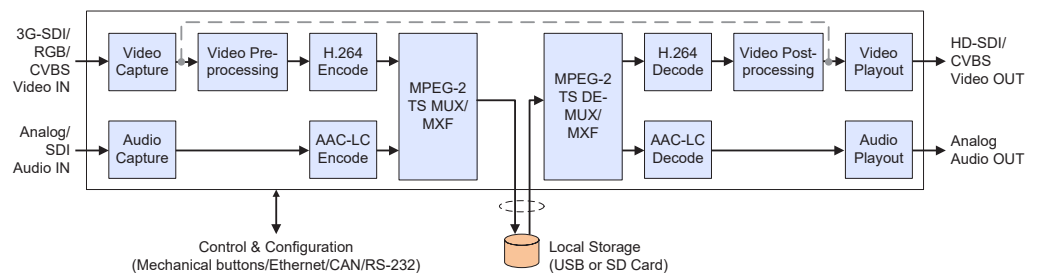 3G-SDI/
RGB/
CVBS
Video IN
Video
Capture
Video Pre-
processing
H.264
Encode
MPEG-2
TS MUX/
MXF
MPEG-2
TS DE-
MUX/
MXF
H.264
Decode
Video Post-
processing
Video
Playout
HD-SDI/
CVBS
Video OUT
Analog/
SDI
Audio IN
Audio
Capture
AAC-LC
Encode
AAC-LC
Decode
Audio
Playout
Analog
Audio OUT
Control & Configuration
(Mechanical buttons/Ethernet/CAN/RS-232)
Local Storage
(USB or SD Card)